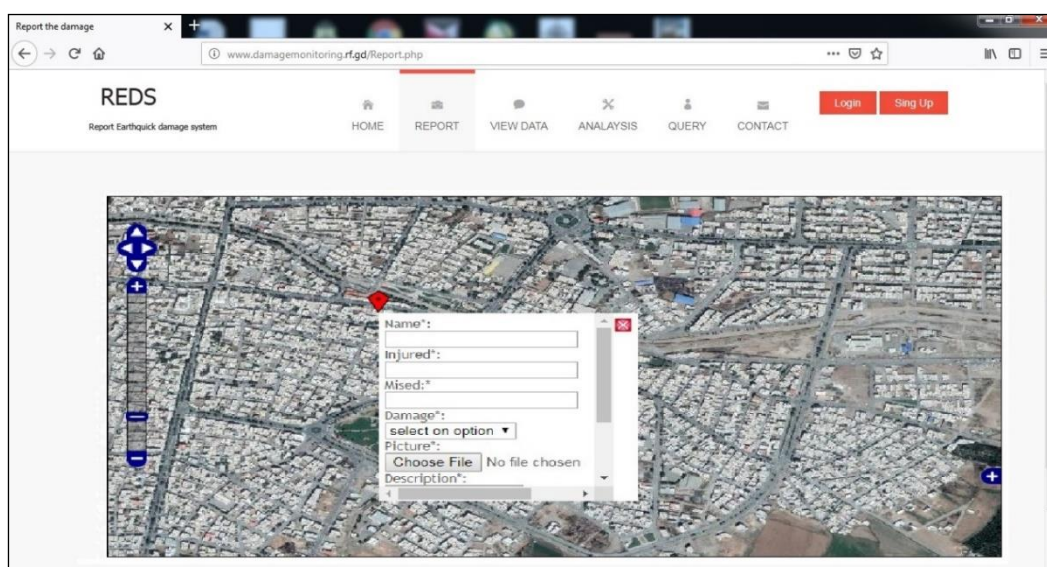 Report the damage
www.damagemonitoring.rf.gd/Report.php
REDS
Report Earthquick damage system
HOME
REPORT
VIEW DATA
ANALAYSIS
QUERY
CONTACT
Login
Sing Up
Name*:
Injured*:
Mised:*
Damage*:
select on option
Picture*:
Choose File No file chosen
Description*: